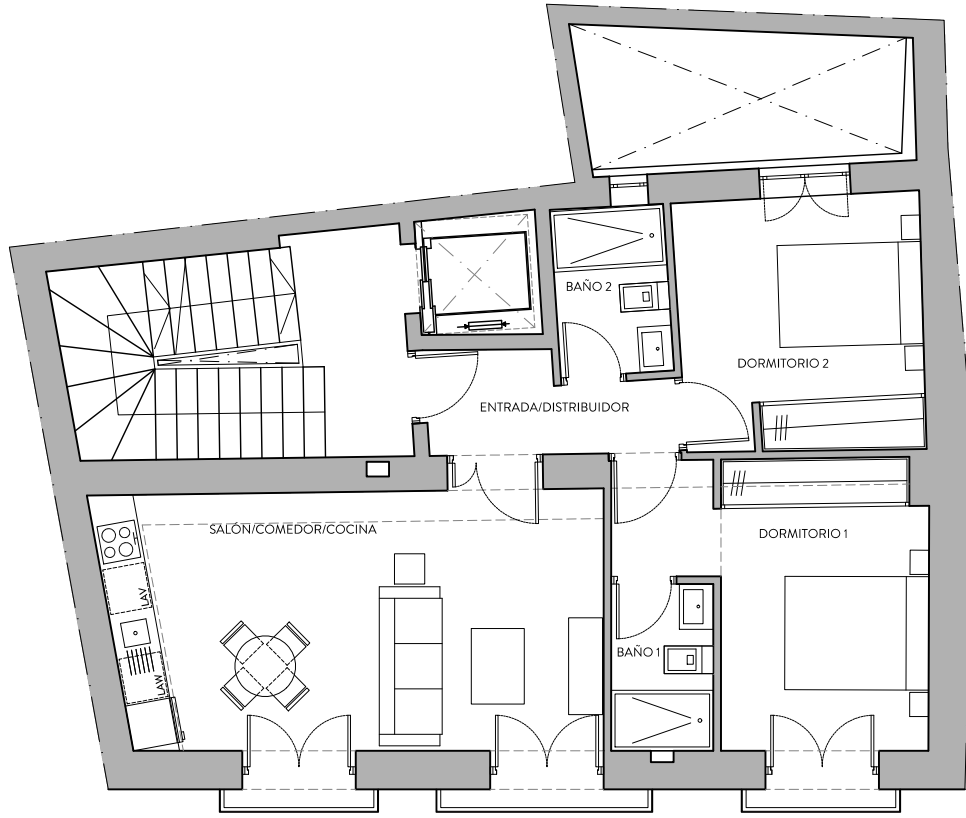 BAÑO 2
DORMITORIO 2
ENTRADA/DISTRIBUIDOR
SALÓN/COMEDOR/COCINA
DORMITORIO 1
LAV
BAÑO 1
LAW